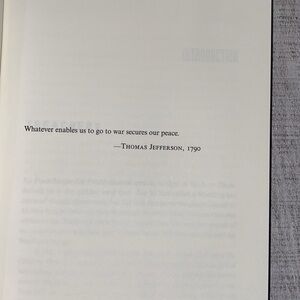 Whatever enables us to go to war secures our peace.
—THOMAS JEFFERSON, 1790